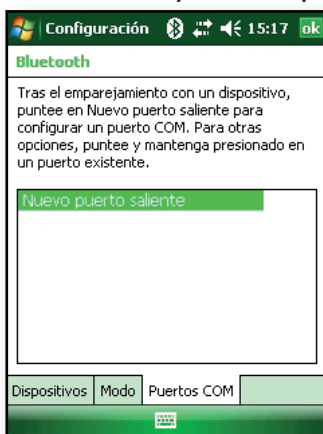 Configuración 15:17 ok
Bluetooth
Tras el emparejamiento con un dispositivo,
puntee en Nuevo puerto saliente para
configurar un puerto COM. Para otras
opciones, puntee y mantenga presionado en
un puerto existente.
Nuevo puerto saliente
Dispositivos Modo Puertos COM